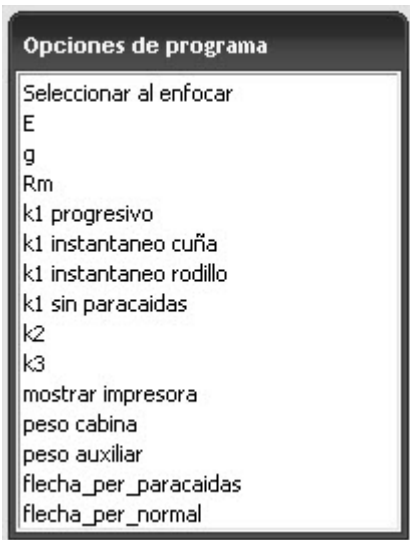 Opciones de programa
Seleccionar al enfocar
E
g
Rm
k1 progresivo
k1 instantaneo cuña
k1 instantaneo rodillo
k1 sin paracaidas
k2
k3
mostrar impresora
peso cabina
peso auxiliar
flecha_per_paracaidas
flecha_per_normal